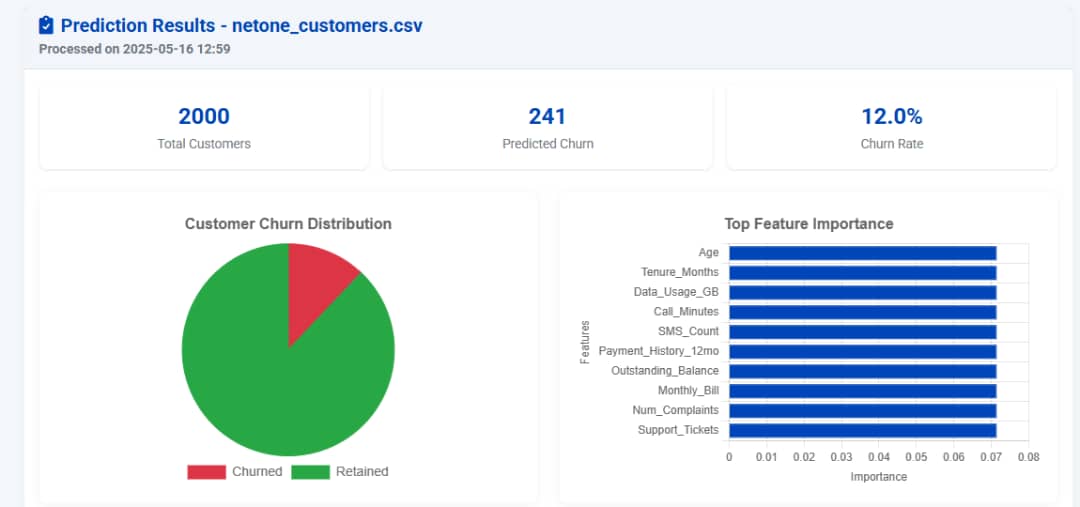 Prediction Results - netone_customers.csv
Processed on 2025-05-16 12:59
2000
Total Customers
241
Predicted Churn
12.0%
Churn Rate
Customer Churn Distribution
Churned
Retained
Top Feature Importance
Features
Age
Tenure_Months
Data_Usage_GB
Call_Minutes
SMS_Count
Payment_History_12mo
Outstanding_Balance
Monthly_Bill
Num_Complaints
Support_Tickets
0 0.01 0.02 0.03 0.04 0.05 0.06 0.07 0.08
Importance